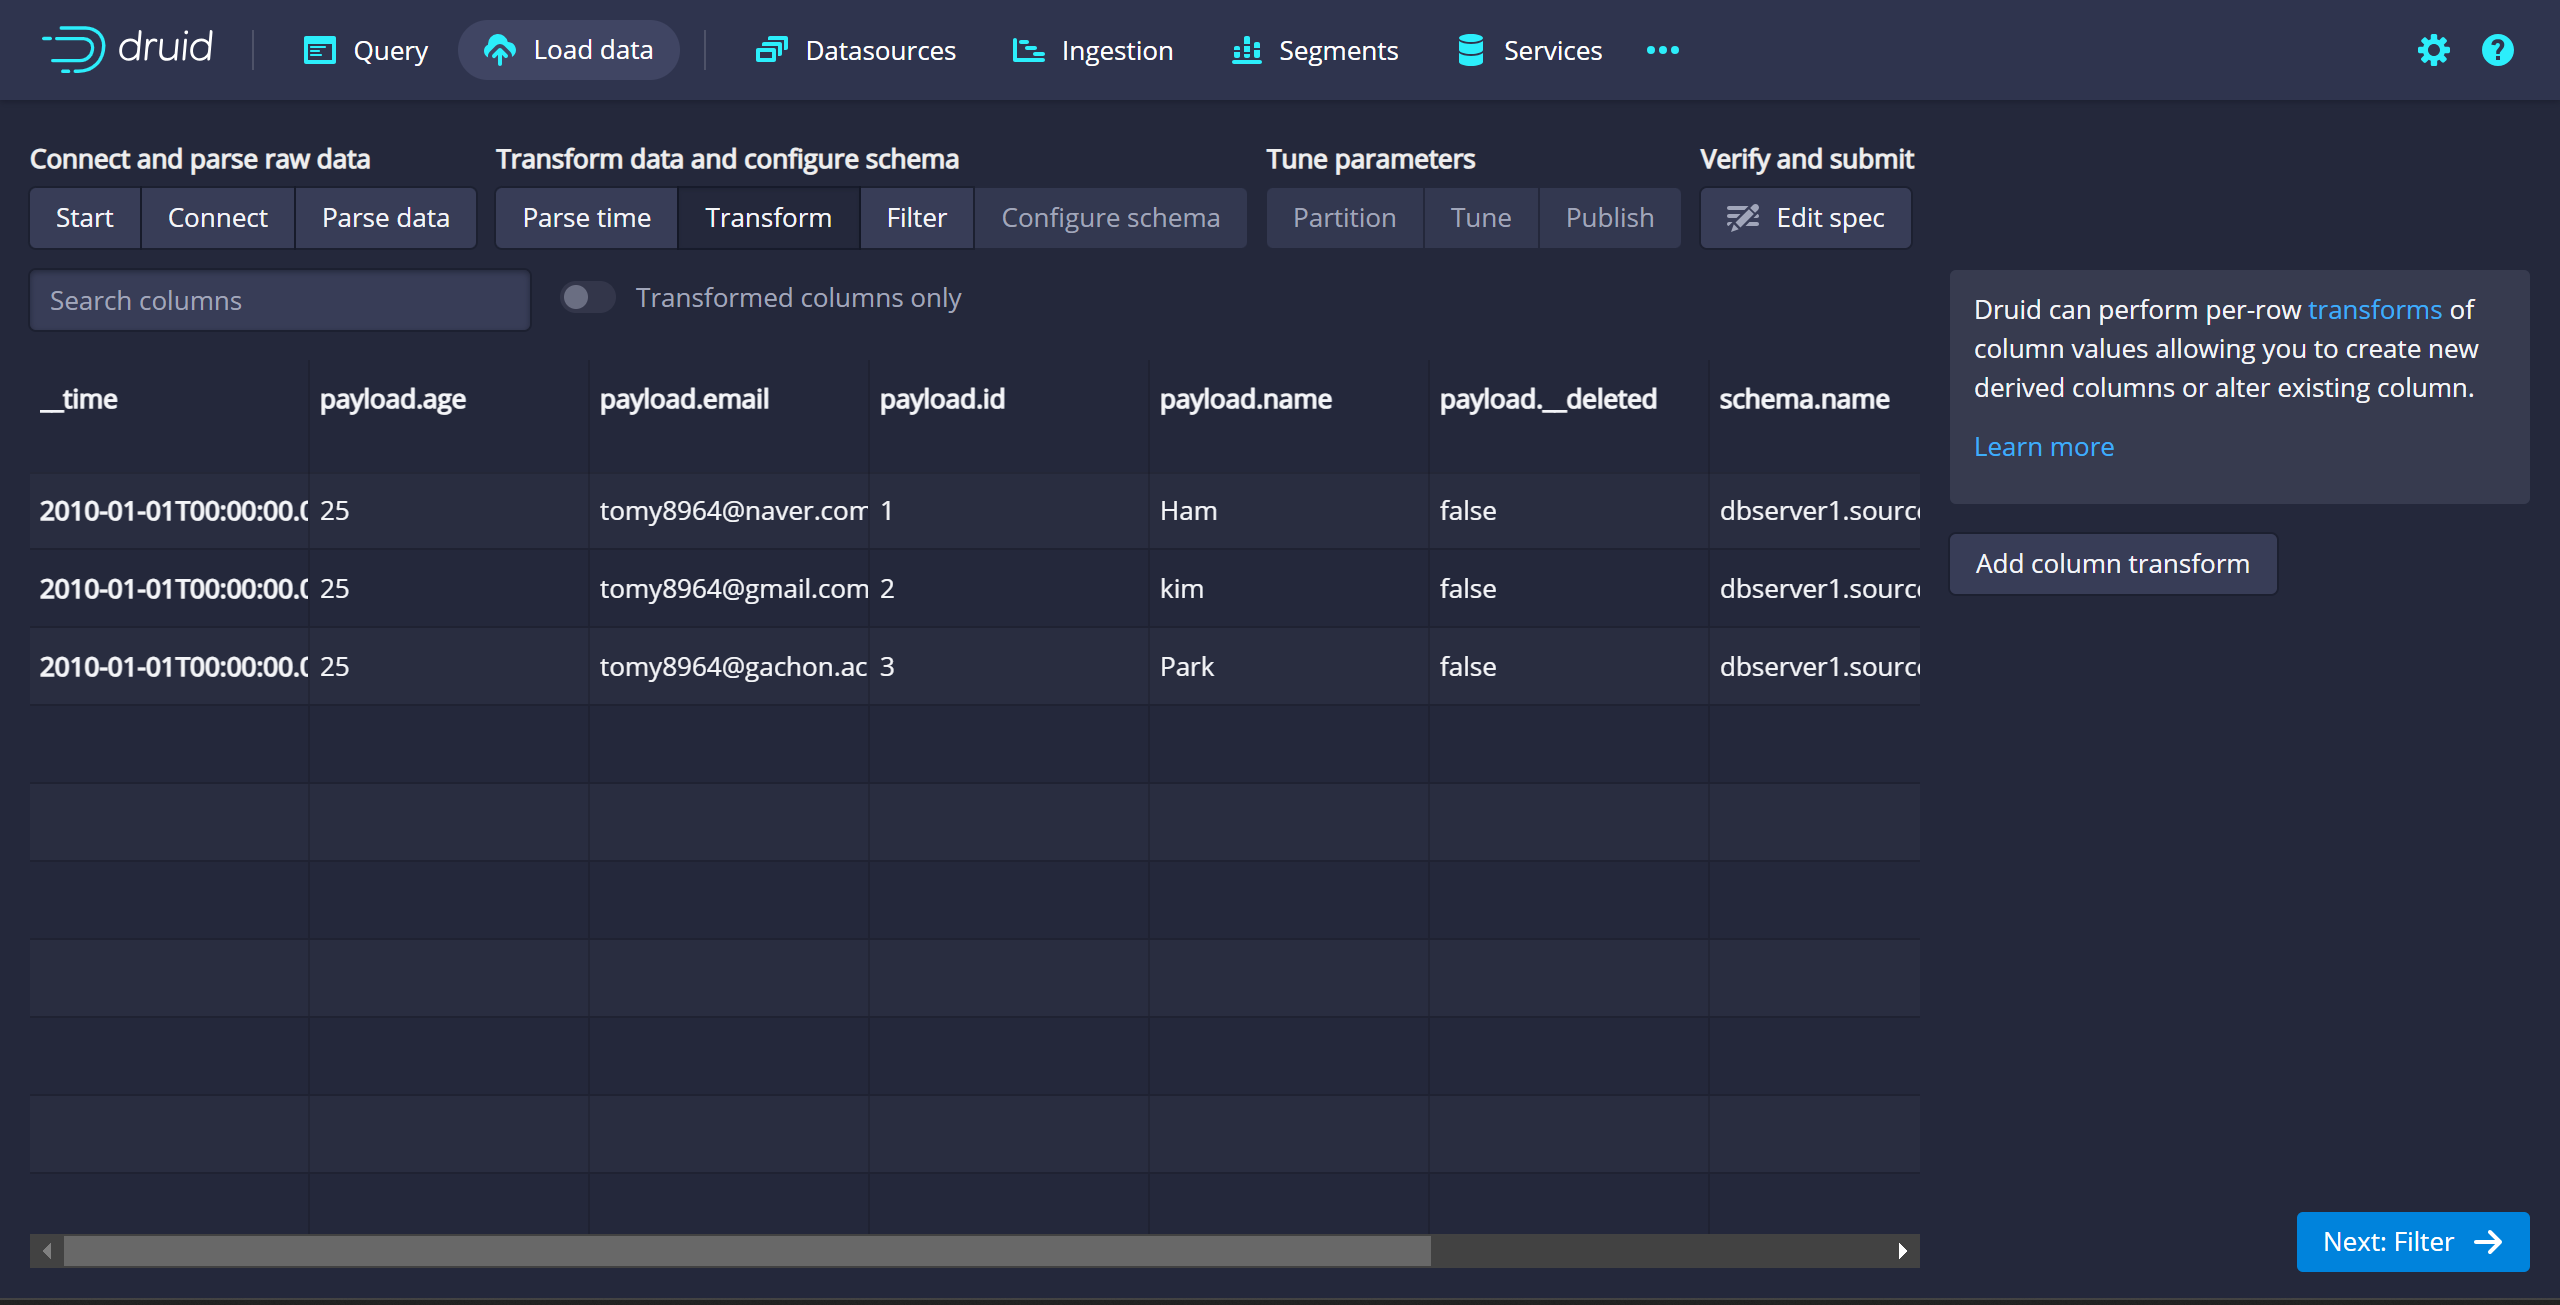 druid Query Load data Datasources Ingestion Segments Services
Connect and parse raw data Transform data and configure schema Tune parameters Verify and submit
Start Connect Parse data Parse time Transform Filter Configure schema Partition Tune Publish Edit spec
Search columns Transformed columns only
Druid can perform per-row transforms of
column values allowing you to create new
derived columns or alter existing column.
Learn more
Add column transform
__time payload.age payload.email payload.id payload.name payload.__deleted schema.name
2010-01-01T00:00:00.0 25 tomy8964@naver.com 1 Ham false dbserver1.source
2010-01-01T00:00:00.0 25 tomy8964@gmail.com 2 kim false dbserver1.source
2010-01-01T00:00:00.0 25 tomy8964@gachon.ac 3 Park false dbserver1.source
Next: Filter